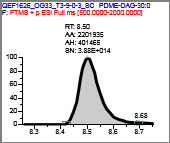 QEF1626_OG33_T3-9-0-3_SC PDME-DAG-30:0
F: FTMS + p ESI Full ms [500.0000-2000.0000]
RT: 8.50
AA: 2201935
AH: 401465
SN: 3.88E+014
100
80
60
40
20
0
8.68
8.3 8.4 8.5 8.6 8.7